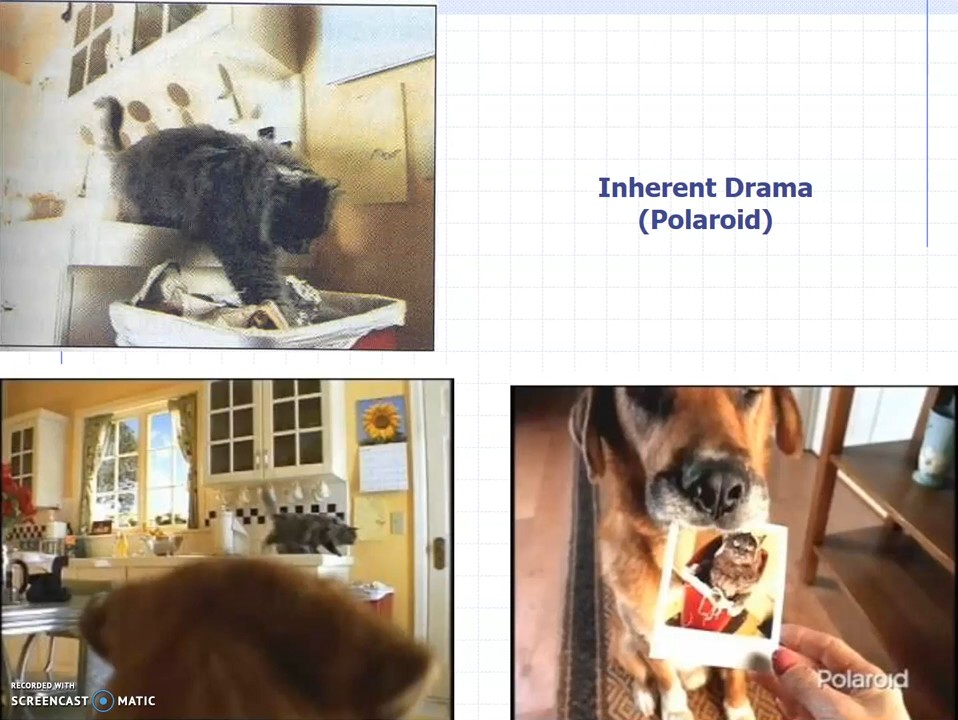 Inherent Drama
(Polaroid)
RECORDED WITH
SCREENCAST MATIC
Polaroid